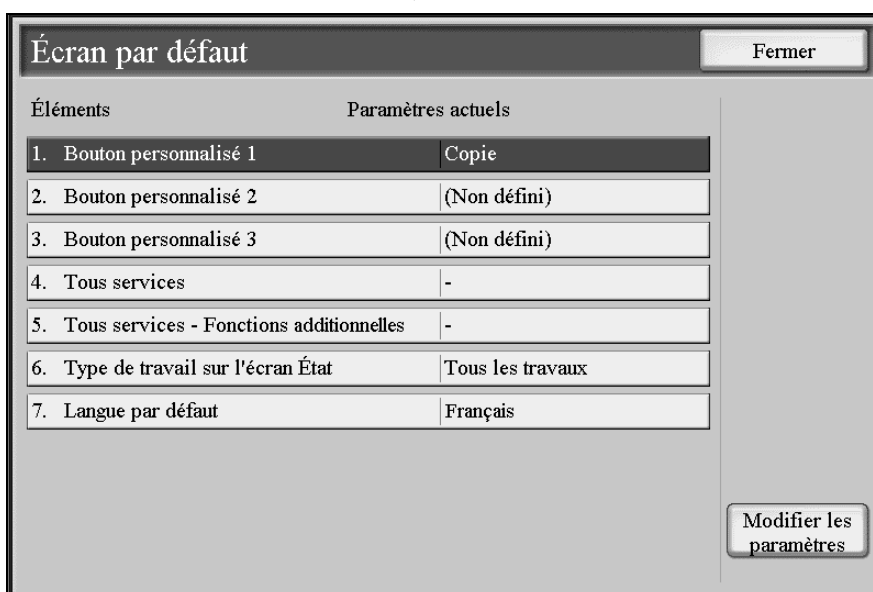 Écran par défaut Fermer
Éléments Paramètres actuels
1. Bouton personnalisé 1 Copie
2. Bouton personnalisé 2 (Non défini)
3. Bouton personnalisé 3 (Non défini)
4. Tous services -
5. Tous services - Fonctions additionnelles -
6. Type de travail sur l'écran État Tous les travaux
7. Langue par défaut Français
Modifier les
paramètres